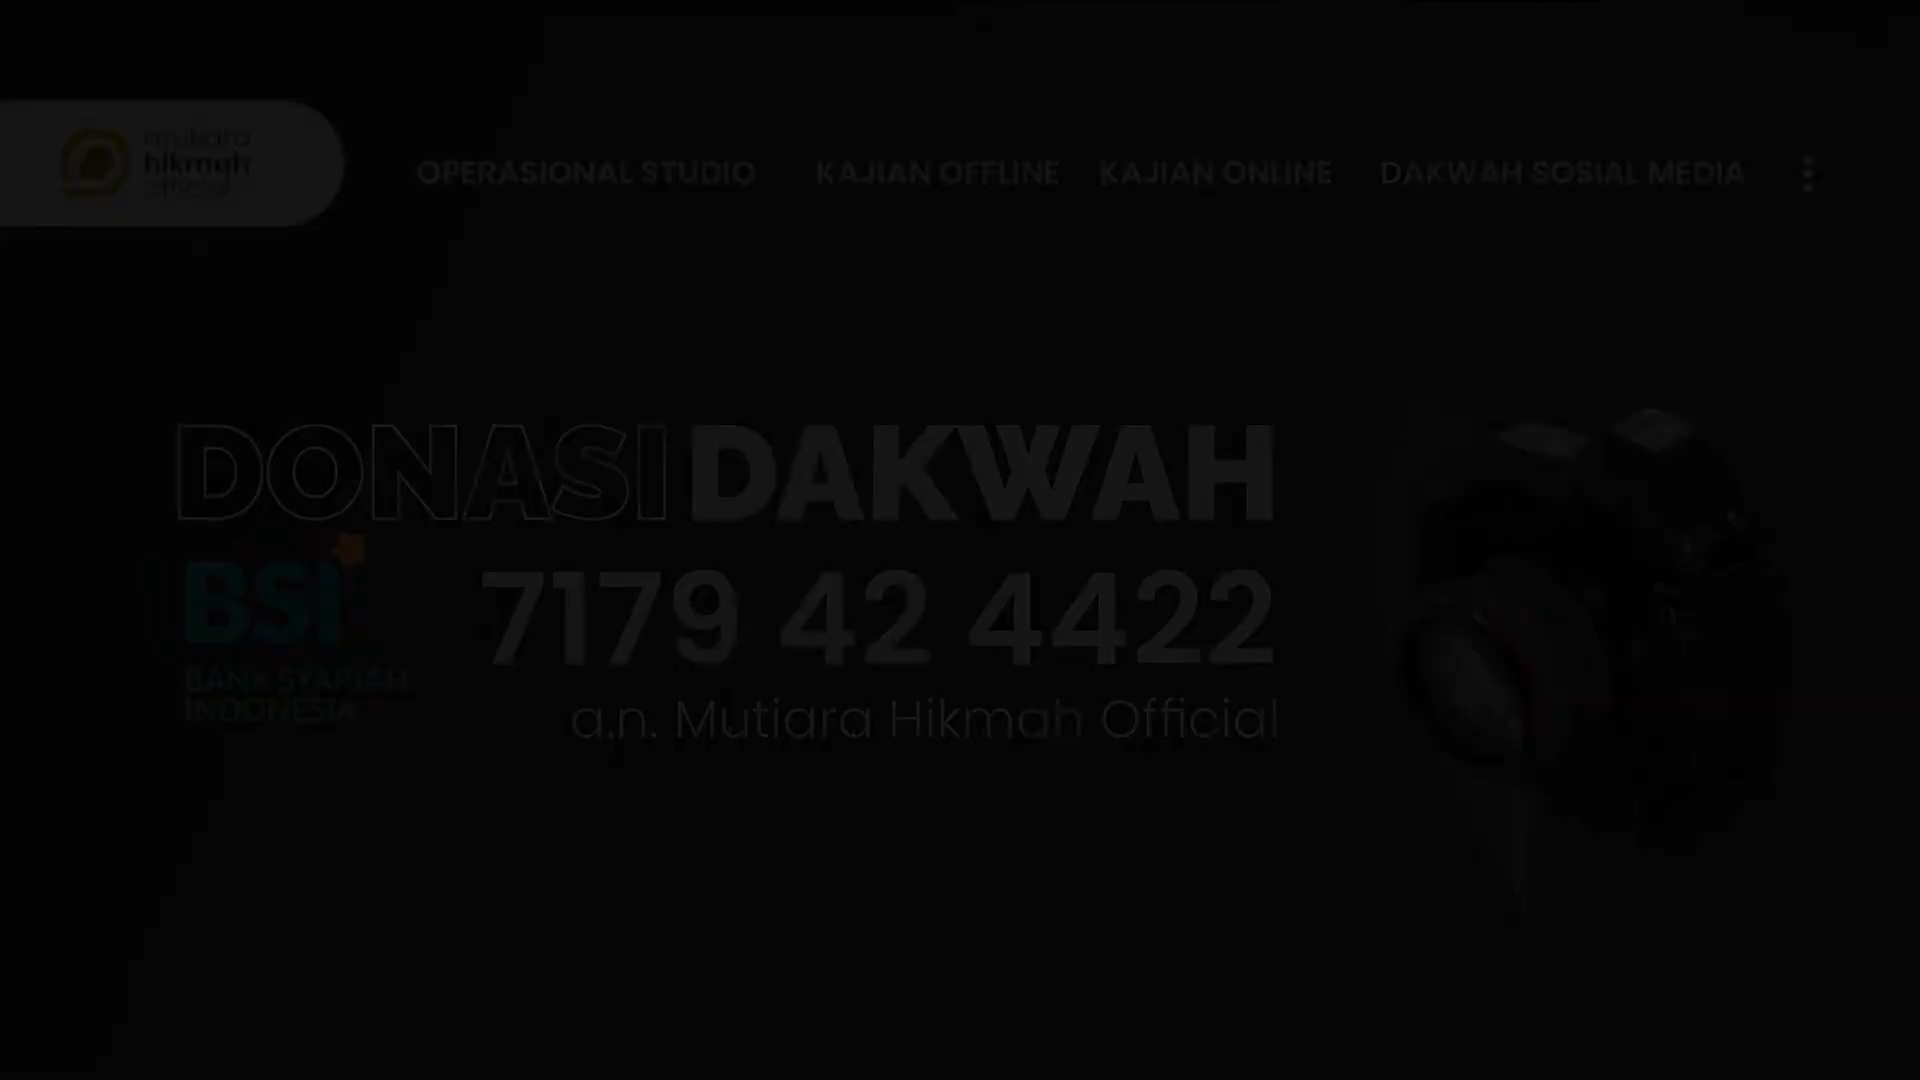 mutiara
hikmah
official
OPERASIONAL STUDIO
KAJIAN OFFLINE
KAJIAN ONLINE
DAKWAH SOSIAL MEDIA
DONASI DAKWAH
BSI
BANK SYARIAH
INDONESIA
7179 42 4422
a.n. Mutiara Hikmah Official